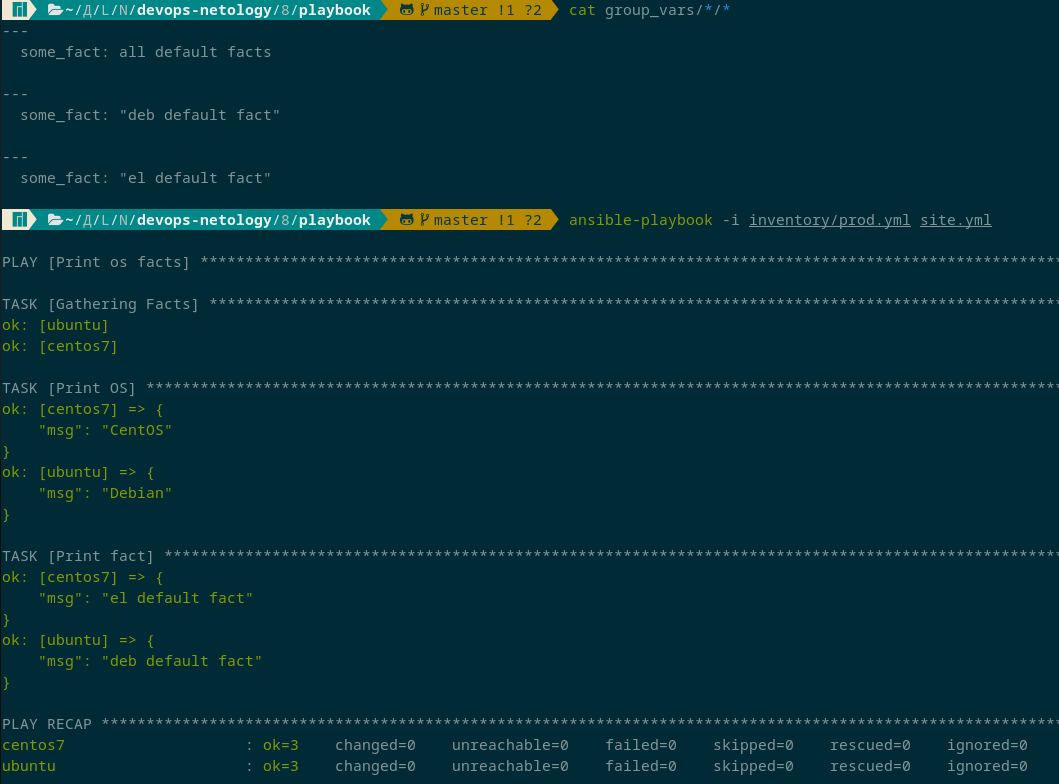 ~/Д/L/N/devops-netology/8/playbook master !1 ?2 cat group_vars/*/*
---
  some_fact: all default facts

---
  some_fact: "deb default fact"

---
  some_fact: "el default fact"

~/Д/L/N/devops-netology/8/playbook master !1 ?2 ansible-playbook -i inventory/prod.yml site.yml

PLAY [Print os facts] ***********************************************************************************************

TASK [Gathering Facts] **********************************************************************************************
ok: [ubuntu]
ok: [centos7]

TASK [Print OS] *****************************************************************************************************
ok: [centos7] => {
    "msg": "CentOS"
}
ok: [ubuntu] => {
    "msg": "Debian"
}

TASK [Print fact] ***************************************************************************************************
ok: [centos7] => {
    "msg": "el default fact"
}
ok: [ubuntu] => {
    "msg": "deb default fact"
}

PLAY RECAP **********************************************************************************************************
centos7                    : ok=3    changed=0    unreachable=0    failed=0    skipped=0    rescued=0    ignored=0
ubuntu                     : ok=3    changed=0    unreachable=0    failed=0    skipped=0    rescued=0    ignored=0